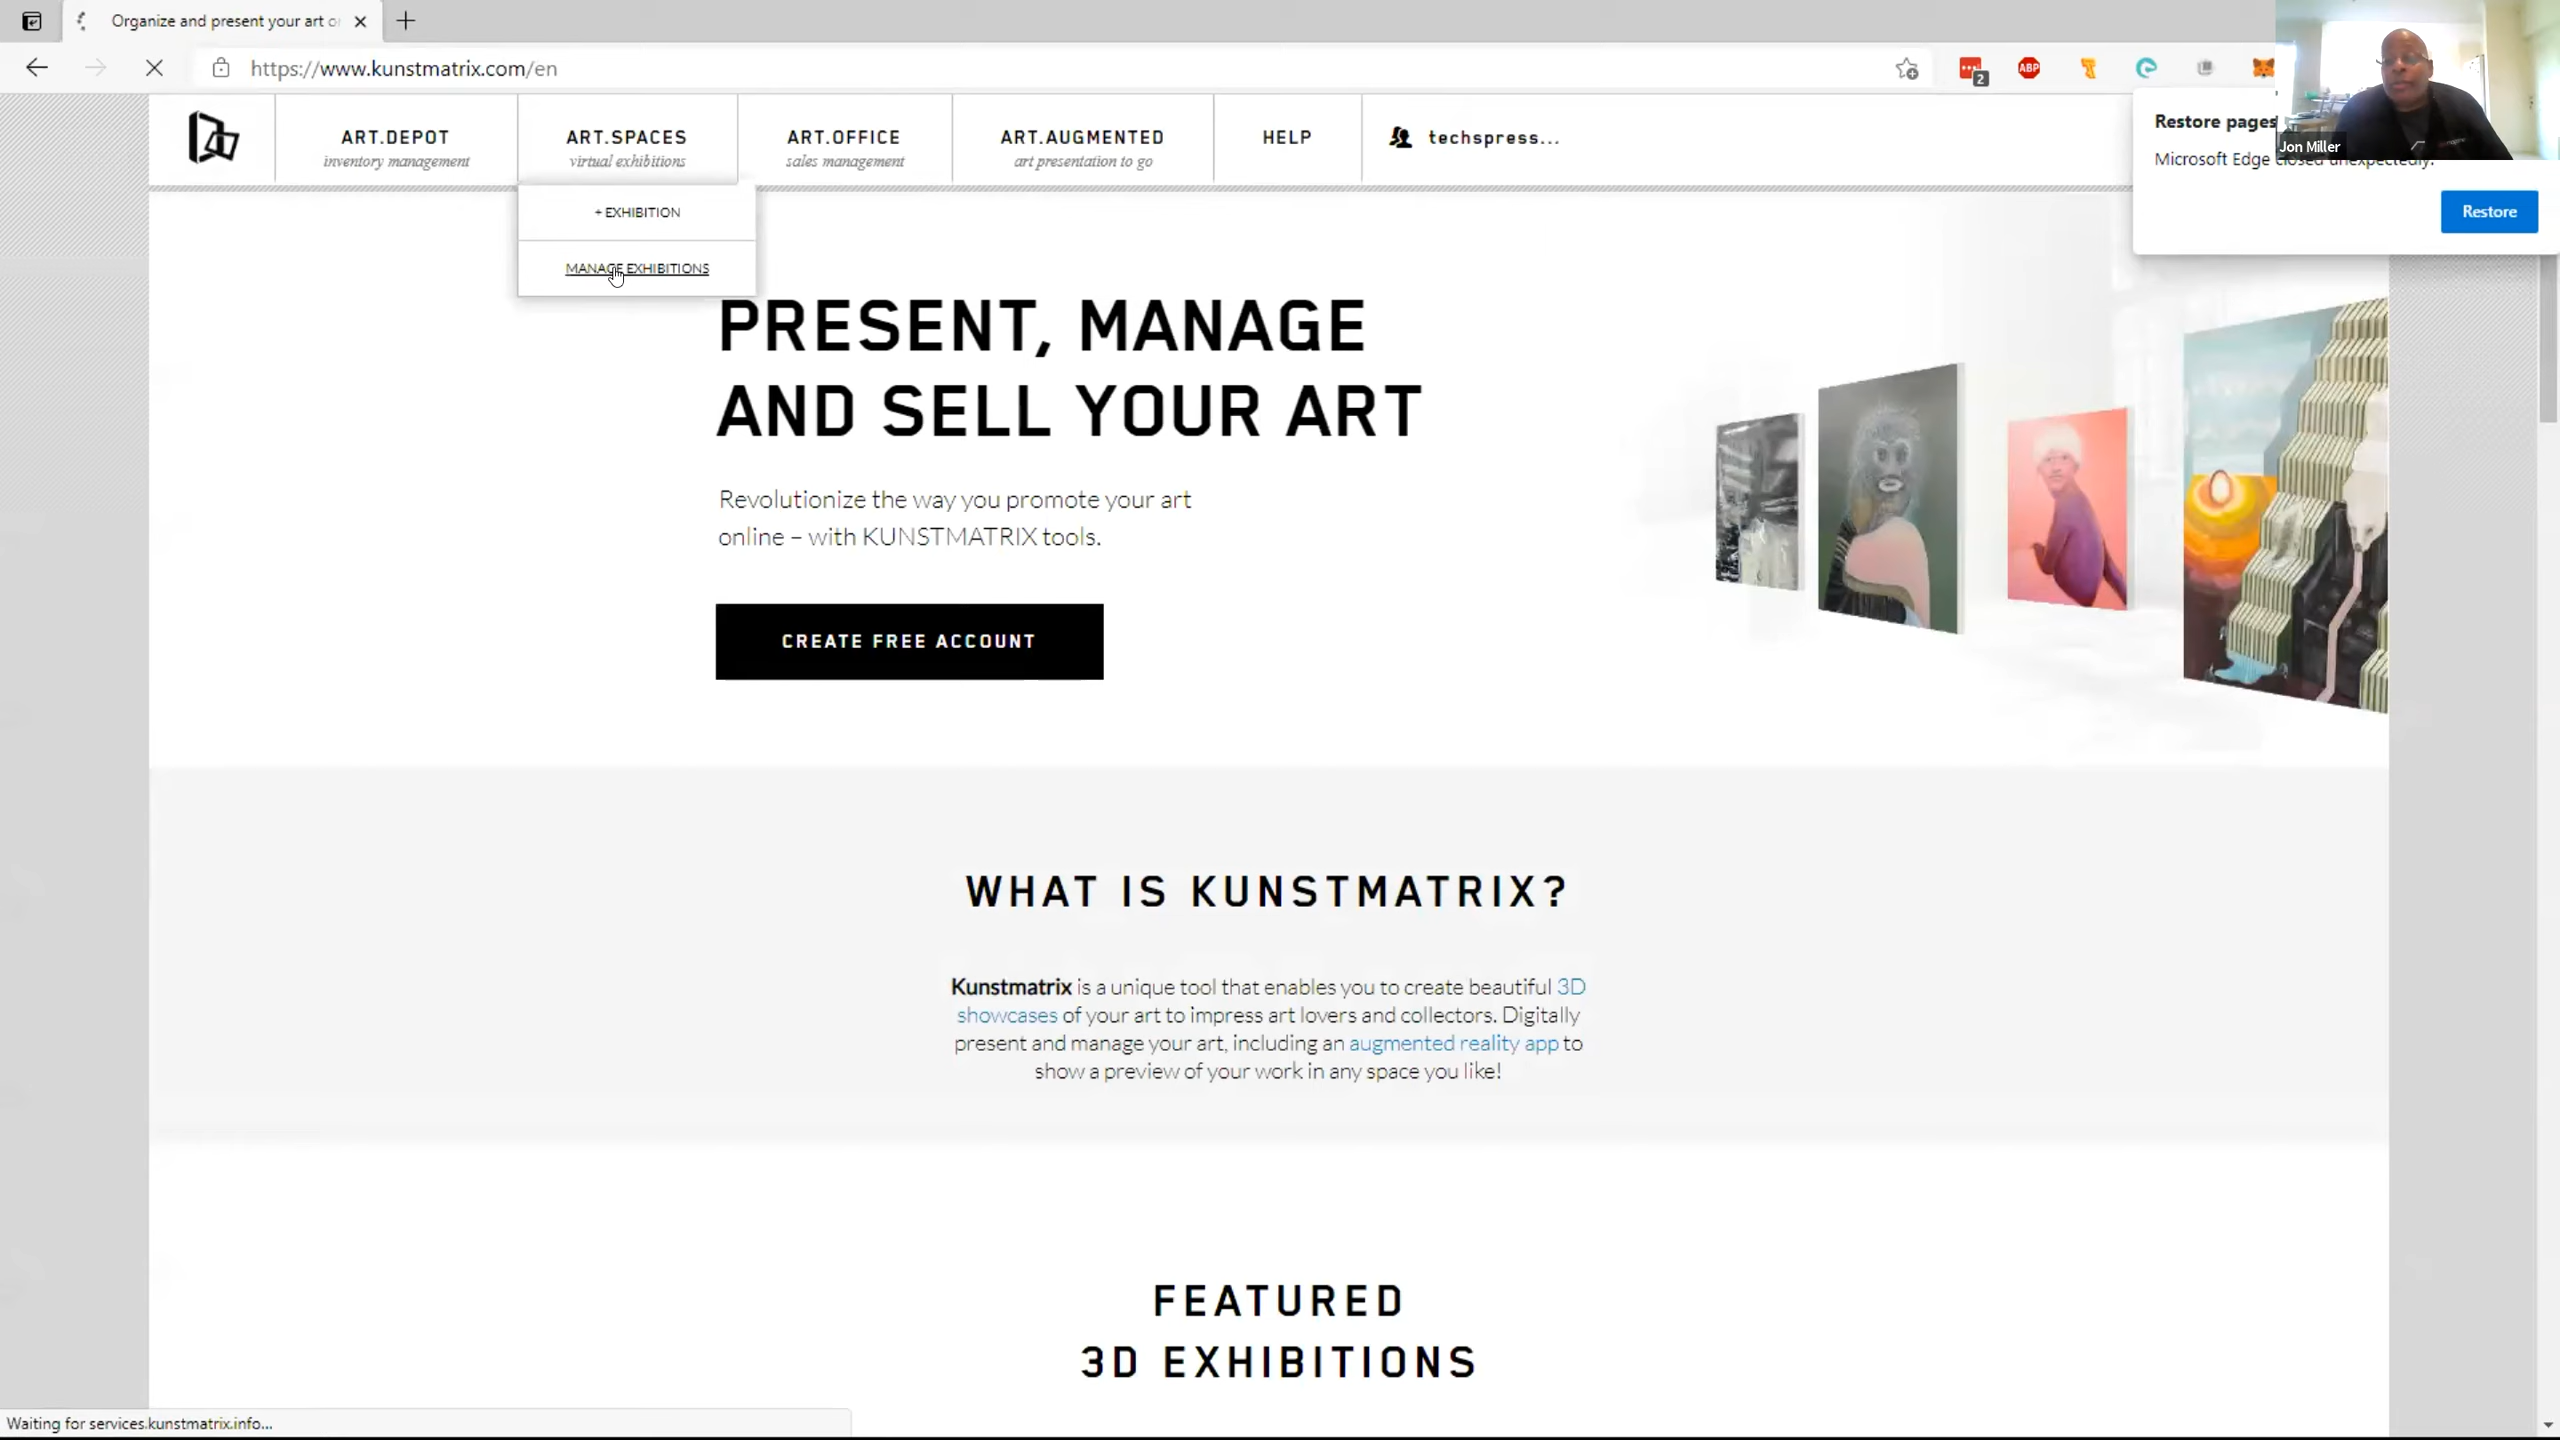 Organize and present your art o
https://www.kunstmatrix.com/en
2
ABP
ART.DEPOT
inventory management
ART.SPACES
virtual exhibitions
ART.OFFICE
sales management
ART.AUGMENTED
art presentation to go
HELP
techspress...
Jon Miller
Restore pages
Microsoft Edge closed unexpectedly.
Restore
+ EXHIBITION
MANAGE EXHIBITIONS
PRESENT, MANAGE
AND SELL YOUR ART
Revolutionize the way you promote your art
online – with KUNSTMATRIX tools.
CREATE FREE ACCOUNT
WHAT IS KUNSTMATRIX?
Kunstmatrix is a unique tool that enables you to create beautiful 3D
showcases of your art to impress art lovers and collectors. Digitally
present and manage your art, including an augmented reality app to
show a preview of your work in any space you like!
FEATURED
3D EXHIBITIONS
Waiting for services.kunstmatrix.info...